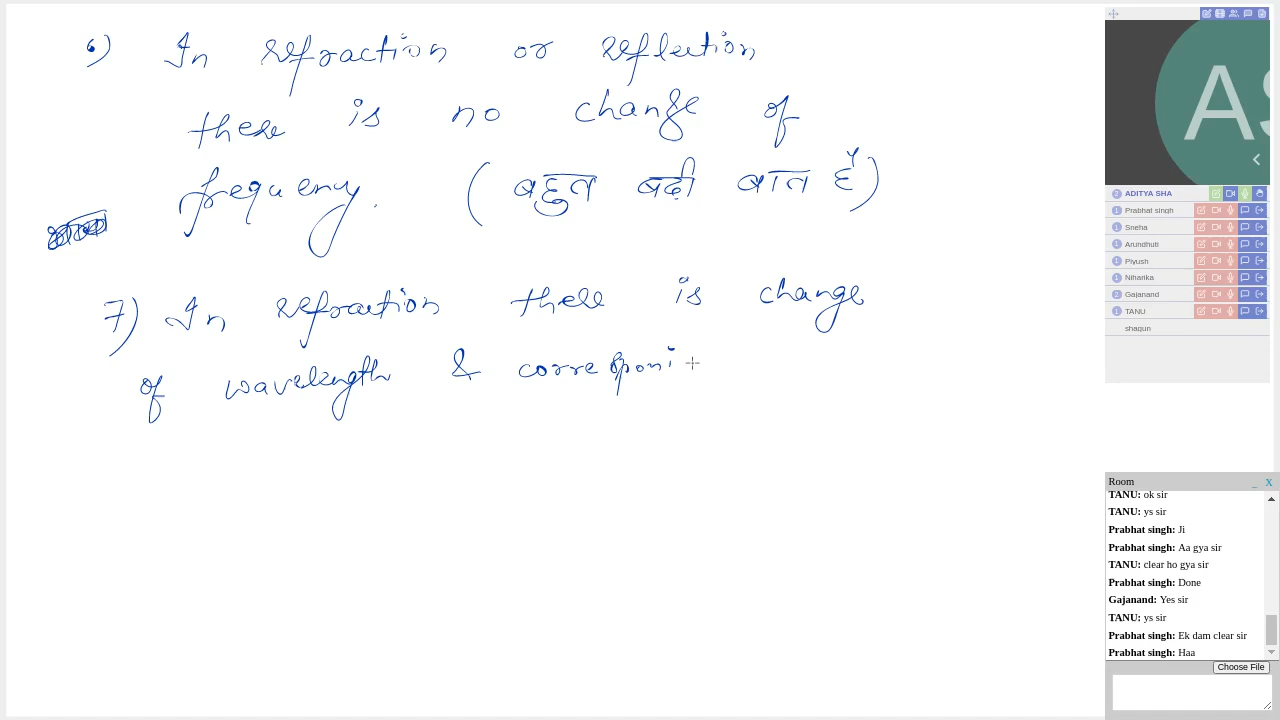 6) In refraction or reflection
there is no change of
frequency. (बहुत बड़ी बात है)
7) In refraction there is change
of wavelength & corresponi
AS
ADITYA SHA
Prabhat singh
Sneha
Arundhuti
Piyush
Niharika
Gajanand
TANU
shagun
Room _ X
TANU: ok sir
TANU: ys sir
Prabhat singh: Ji
Prabhat singh: Aa gya sir
TANU: clear ho gya sir
Prabhat singh: Done
Gajanand: Yes sir
TANU: ys sir
Prabhat singh: Ek dam clear sir
Prabhat singh: Haa
Choose File